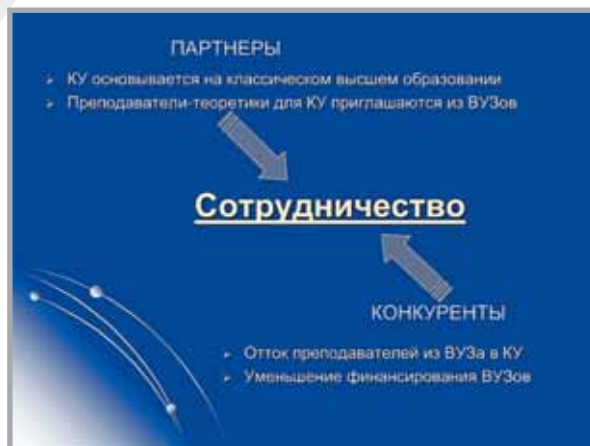 ПАРТНЕРЫ
КУ основывается на классическом высшем образовании
Преподаватели-теоретики для КУ приглашаются из ВУЗов
Сотрудничество
КОНКУРЕНТЫ
Отток преподавателей из ВУЗа в КУ
Уменьшение финансирования ВУЗов